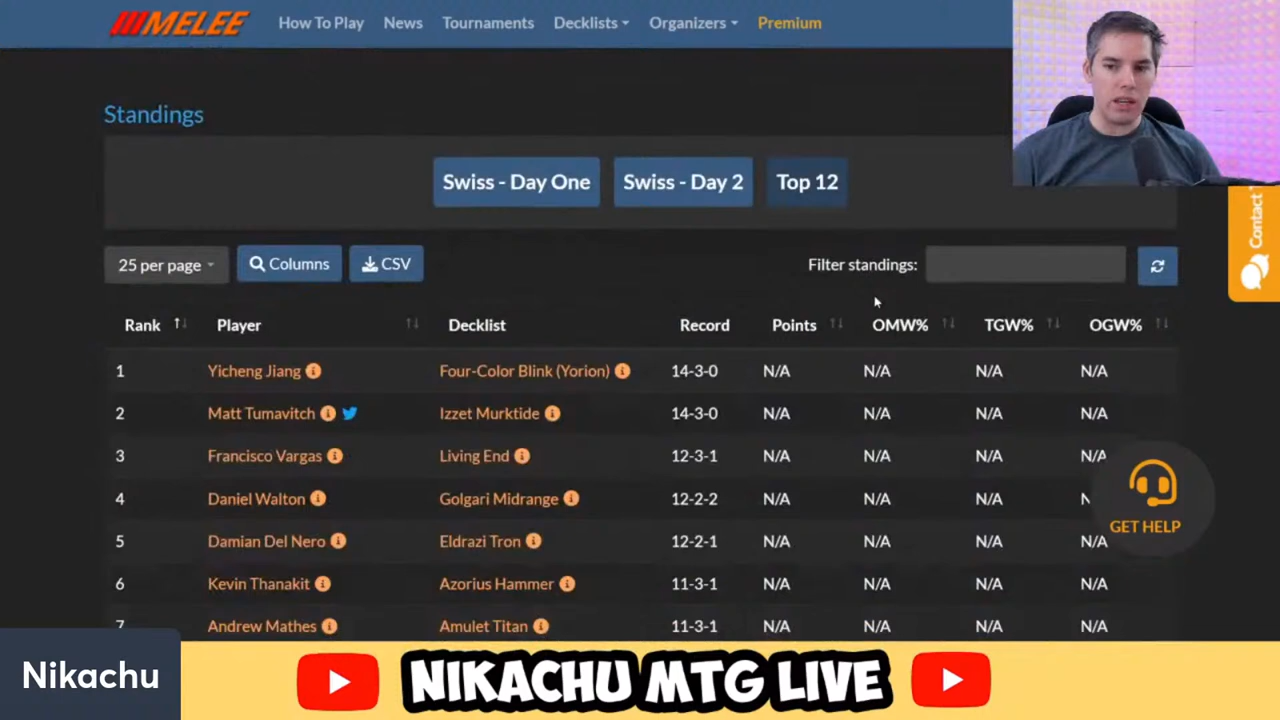 MELEE How To Play News Tournaments Decklists Organizers Premium
Standings
Swiss - Day One Swiss - Day 2 Top 12
25 per page Columns CSV Filter standings:
Contact
Rank Player Decklist Record Points OMW% TGW% OGW%
1 Yicheng Jiang Four-Color Blink (Yorion) 14-3-0 N/A N/A N/A N/A
2 Matt Tumavitch Izzet Murktide 14-3-0 N/A N/A N/A N/A
3 Francisco Vargas Living End 12-3-1 N/A N/A N/A N/A
4 Daniel Walton Golgari Midrange 12-2-2 N/A N/A N/A
5 Damian Del Nero Eldrazi Tron 12-2-1 N/A N/A N/A N/A
6 Kevin Thanakit Azorius Hammer 11-3-1 N/A N/A N/A N/A
7 Andrew Mathes Amulet Titan 11-3-1 N/A N/A N/A N/A
GET HELP
Nikachu
NIKACHU MTG LIVE